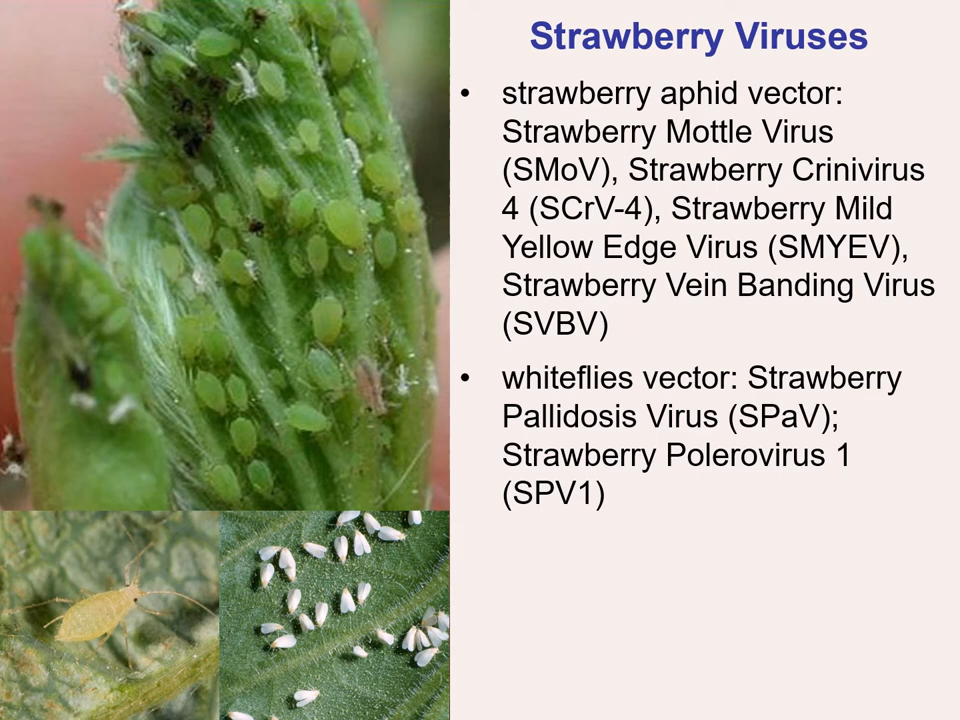 Strawberry Viruses
• strawberry aphid vector:
Strawberry Mottle Virus
(SMoV), Strawberry Crinivirus
4 (SCrV-4), Strawberry Mild
Yellow Edge Virus (SMYEV),
Strawberry Vein Banding Virus
(SVBV)
• whiteflies vector: Strawberry
Pallidosis Virus (SPaV);
Strawberry Polerovirus 1
(SPV1)